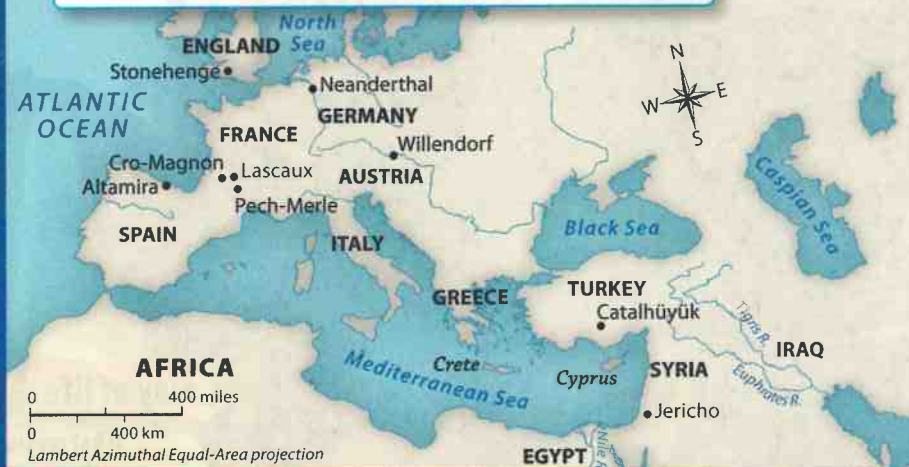 North
Sea
ENGLAND
Stonehenge
Neanderthal
N
W
E
S
ATLANTIC
OCEAN
GERMANY
FRANCE
Willendorf
Cro-Magnon
Lascaux
Altamira
AUSTRIA
Pech-Merle
Caspian Sea
SPAIN
ITALY
Black Sea
GREECE
TURKEY
Catalhüyük
Tigris R.
IRAQ
AFRICA
Mediterranean Sea
Crete
Cyprus
SYRIA
Euphrates R.
0 400 miles
0 400 km
Jericho
Lambert Azimuthal Equal-Area projection
EGYPT
Nile